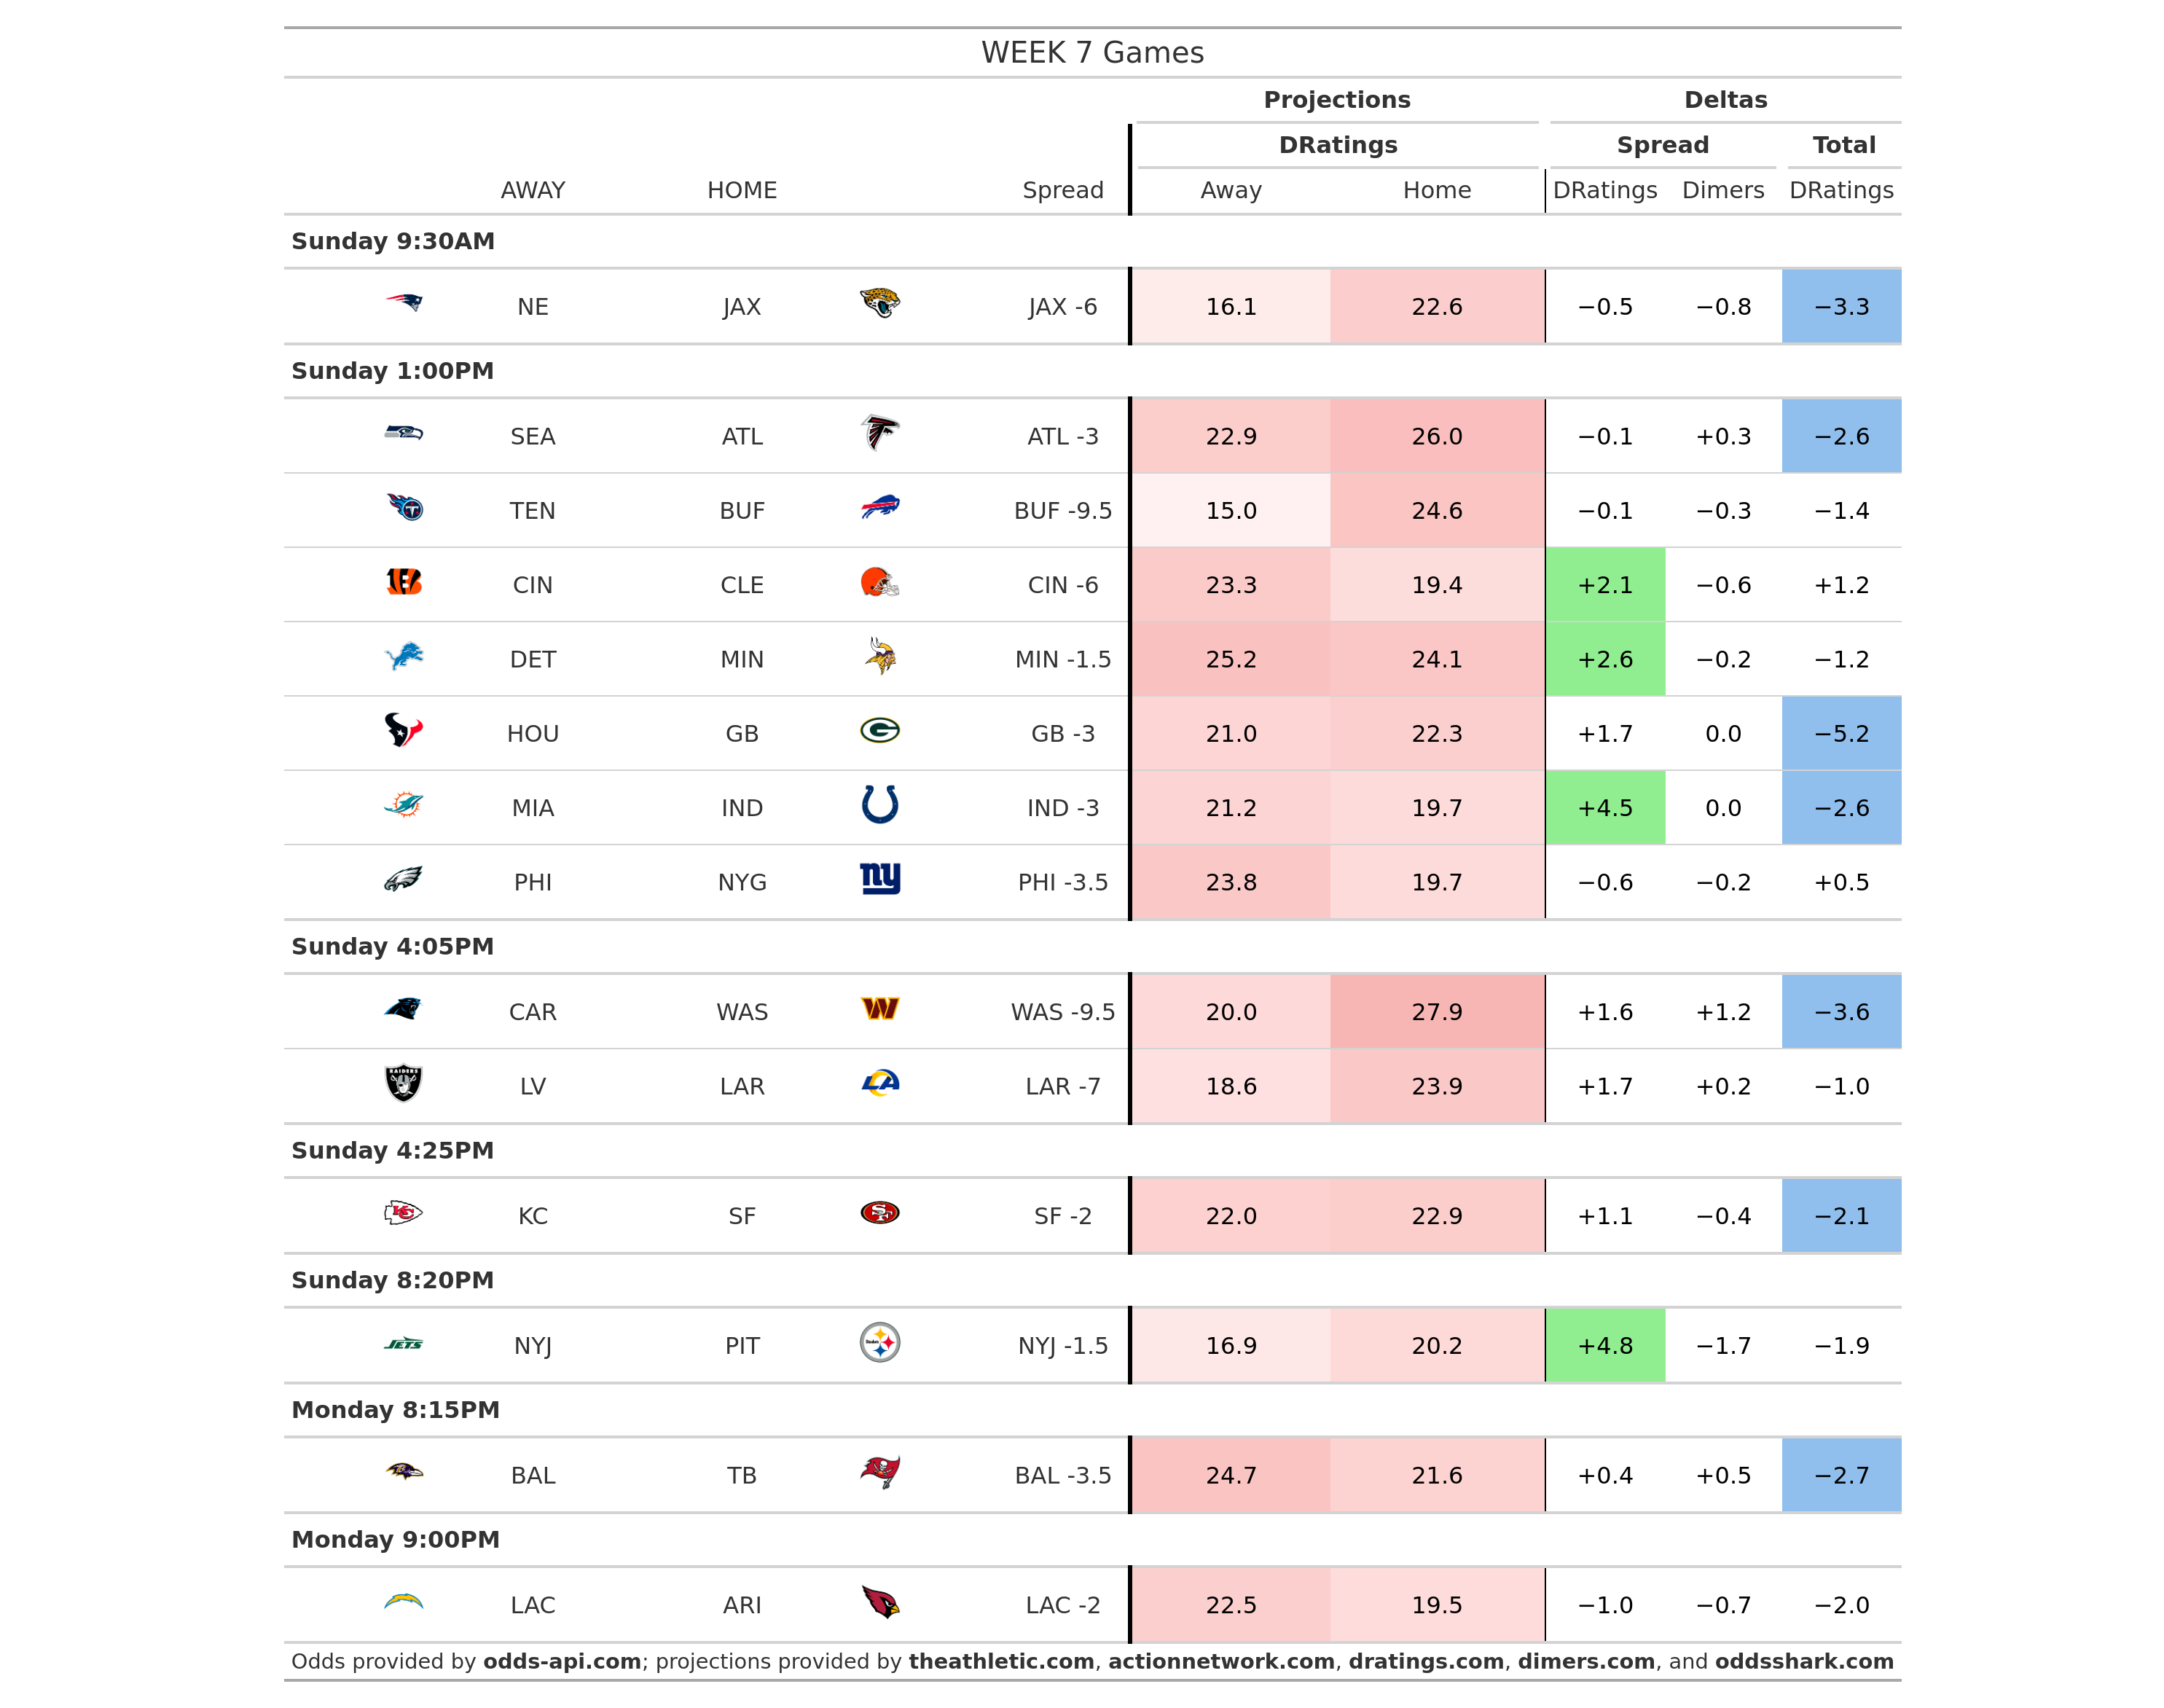 WEEK 7 Games
Projections Deltas
DRatings Spread Total
AWAY HOME Spread Away Home DRatings Dimers DRatings
Sunday 9:30AM
NE JAX JAX -6 16.1 22.6 −0.5 −0.8 −3.3
Sunday 1:00PM
SEA ATL ATL -3 22.9 26.0 −0.1 +0.3 −2.6
TEN BUF BUF -9.5 15.0 24.6 −0.1 −0.3 −1.4
CIN CLE CIN -6 23.3 19.4 +2.1 −0.6 +1.2
DET MIN MIN -1.5 25.2 24.1 +2.6 −0.2 −1.2
HOU GB GB -3 21.0 22.3 +1.7 0.0 −5.2
MIA IND IND -3 21.2 19.7 +4.5 0.0 −2.6
PHI NYG ny PHI -3.5 23.8 19.7 −0.6 −0.2 +0.5
Sunday 4:05PM
CAR WAS W WAS -9.5 20.0 27.9 +1.6 +1.2 −3.6
RAIDERS LV LAR LA LAR -7 18.6 23.9 +1.7 +0.2 −1.0
Sunday 4:25PM
KC KC SF SF SF -2 22.0 22.9 +1.1 −0.4 −2.1
Sunday 8:20PM
JETS NYJ PIT Steelers NYJ -1.5 16.9 20.2 +4.8 −1.7 −1.9
Monday 8:15PM
BAL TB BAL -3.5 24.7 21.6 +0.4 +0.5 −2.7
Monday 9:00PM
LAC ARI LAC -2 22.5 19.5 −1.0 −0.7 −2.0
Odds provided by odds-api.com; projections provided by theathletic.com, actionnetwork.com, dratings.com, dimers.com, and oddsshark.com